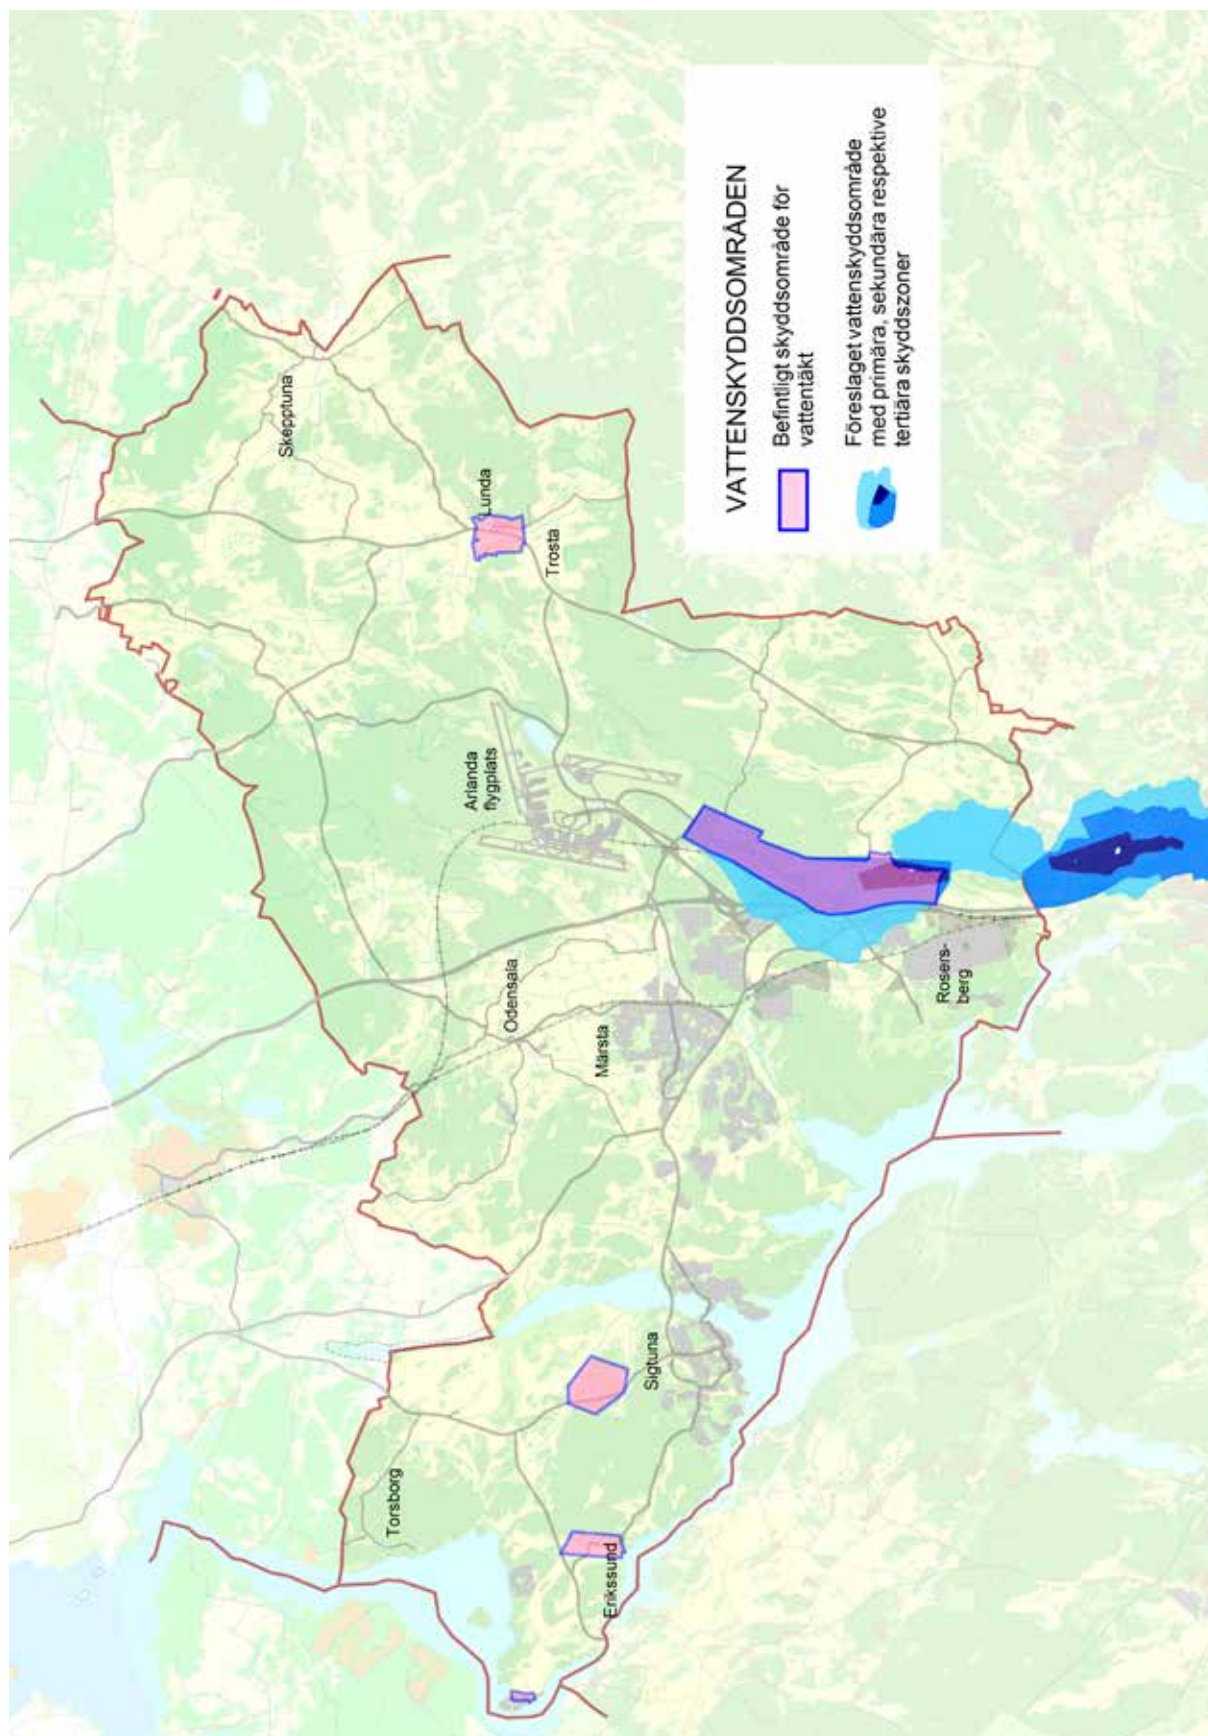 VATTENSKYDDSOMRÅDEN
Befintligt skyddsområde för
vattentäkt
Föreslaget vattenskyddsområde
med primära, sekundära respektive
tertiära skyddszoner
Skepptuna
Lunda
Trosta
Arlanda
flygplats
Odensala
Märsta
Rosers-
berg
Sigtuna
Torsborg
Erikssund